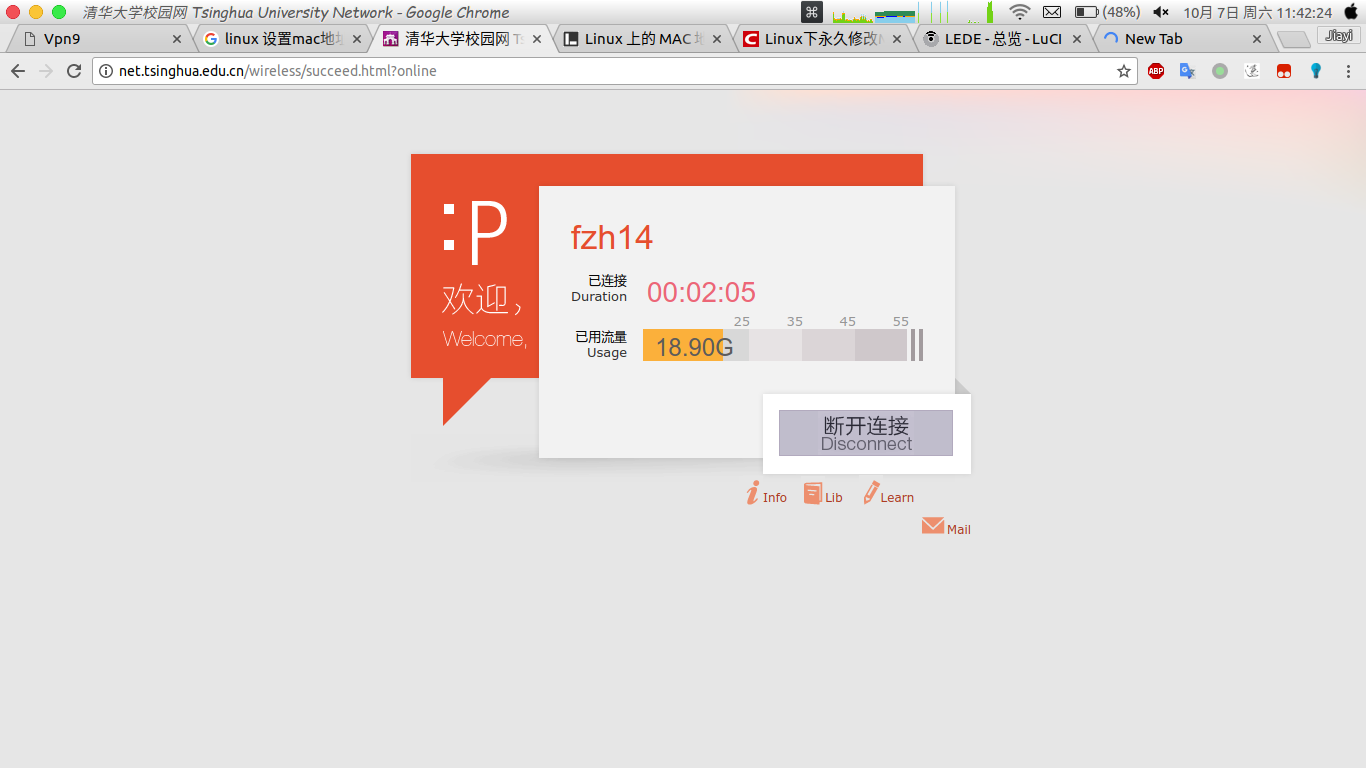 清华大学校园网 Tsinghua University Network - Google Chrome
(48%) 10月 7日 周六 11:42:24
Vpn9
linux 设置mac地址
清华大学校园网 Ts
Linux 上的 MAC 地
Linux下永久修改M
LEDE - 总览 - LuCI
New Tab
Jiayi
net.tsinghua.edu.cn/wireless/succeed.html?online
ABP
:P
欢迎，
Welcome,
fzh14
已连接
Duration
00:02:05
25 35 45 55
已用流量
Usage
18.90G
断开连接
Disconnect
Info Lib Learn
Mail